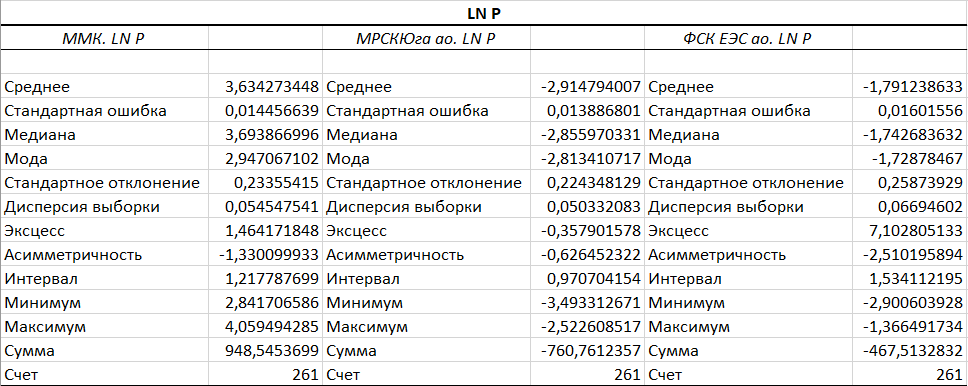 LN P
ММК. LN P МРСКЮга ао. LN P ФСК ЕЭС ао. LN P
Среднее 3,634273448 Среднее -2,914794007 Среднее -1,791238633
Стандартная ошибка 0,014456639 Стандартная ошибка 0,013886801 Стандартная ошибка 0,01601556
Медиана 3,693866996 Медиана -2,855970331 Медиана -1,742683632
Мода 2,947067102 Мода -2,813410717 Мода -1,72878467
Стандартное отклонение 0,23355415 Стандартное отклонение 0,224348129 Стандартное отклонение 0,25873929
Дисперсия выборки 0,054547541 Дисперсия выборки 0,050332083 Дисперсия выборки 0,06694602
Эксцесс 1,464171848 Эксцесс -0,357901578 Эксцесс 7,102805133
Асимметричность -1,330099933 Асимметричность -0,626452322 Асимметричность -2,510195894
Интервал 1,217787699 Интервал 0,970704154 Интервал 1,534112195
Минимум 2,841706586 Минимум -3,493312671 Минимум -2,900603928
Максимум 4,059494285 Максимум -2,522608517 Максимум -1,366491734
Сумма 948,5453699 Сумма -760,7612357 Сумма -467,5132832
Счет 261 Счет 261 Счет 261